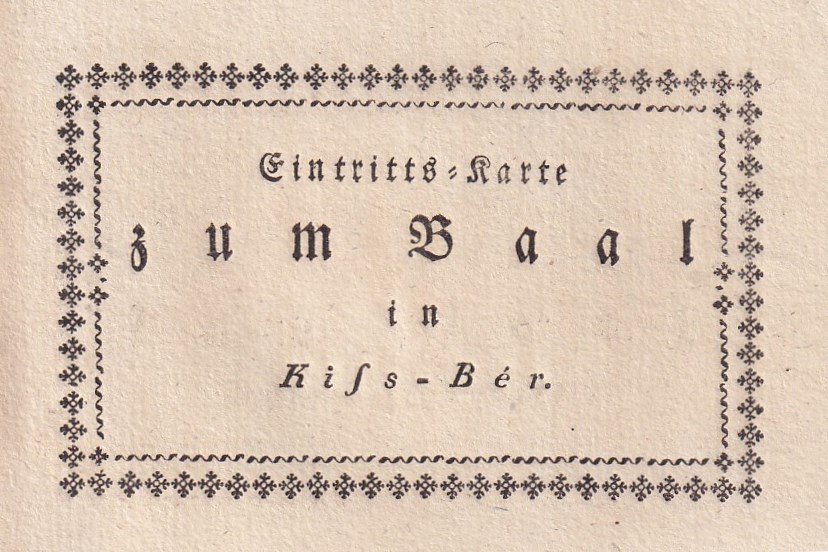 Eintritts-Karte
zum Baal
in
Kiſs-Bér.